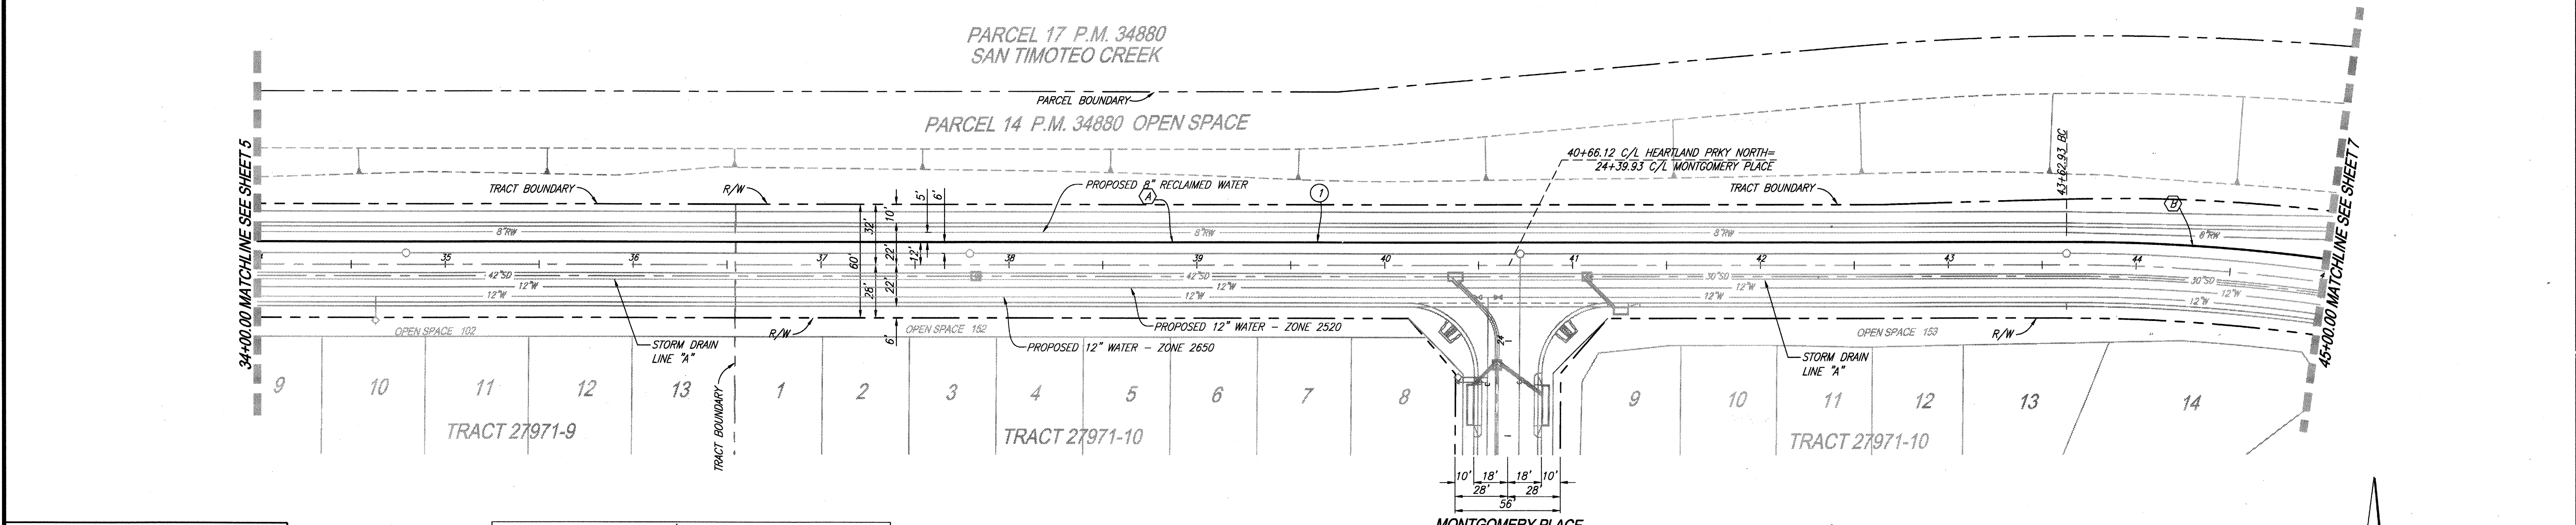 PARCEL 17 P.M. 34880
SAN TIMOTEO CREEK
PARCEL BOUNDARY
PARCEL 14 P.M. 34880 OPEN SPACE
34+00.00 MATCHLINE SEE SHEET 5
45+00.00 MATCHLINE SEE SHEET 7
40+66.12 C/L HEARTLAND PRKY NORTH=
24+39.93 C/L MONTGOMERY PLACE
43+62.93 BC
TRACT BOUNDARY
R/W
PROPOSED 8" RECLAIMED WATER
A
1
TRACT BOUNDARY
B
5'
6'
10'
32'
22'
12'
60'
28'
22'
6'
8"RW
8"RW
8"RW
8"RW
35
36
37
38
39
40
41
42
43
44
42"SD
42"SD
30"SD
30"SD
12"W
12"W
12"W
12"W
12"W
12"W
12"W
12"W
OPEN SPACE 102
R/W
OPEN SPACE 152
PROPOSED 12" WATER - ZONE 2520
PROPOSED 12" WATER - ZONE 2650
OPEN SPACE 153
R/W
STORM DRAIN
LINE "A"
STORM DRAIN
LINE "A"
24
TRACT BOUNDARY
9
10
11
12
13
1
2
3
4
5
6
7
8
9
10
11
12
13
14
TRACT 27971-9
TRACT 27971-10
TRACT 27971-10
10'
18'
18'
10'
28'
28'
56'
MONTGOMERY PLACE